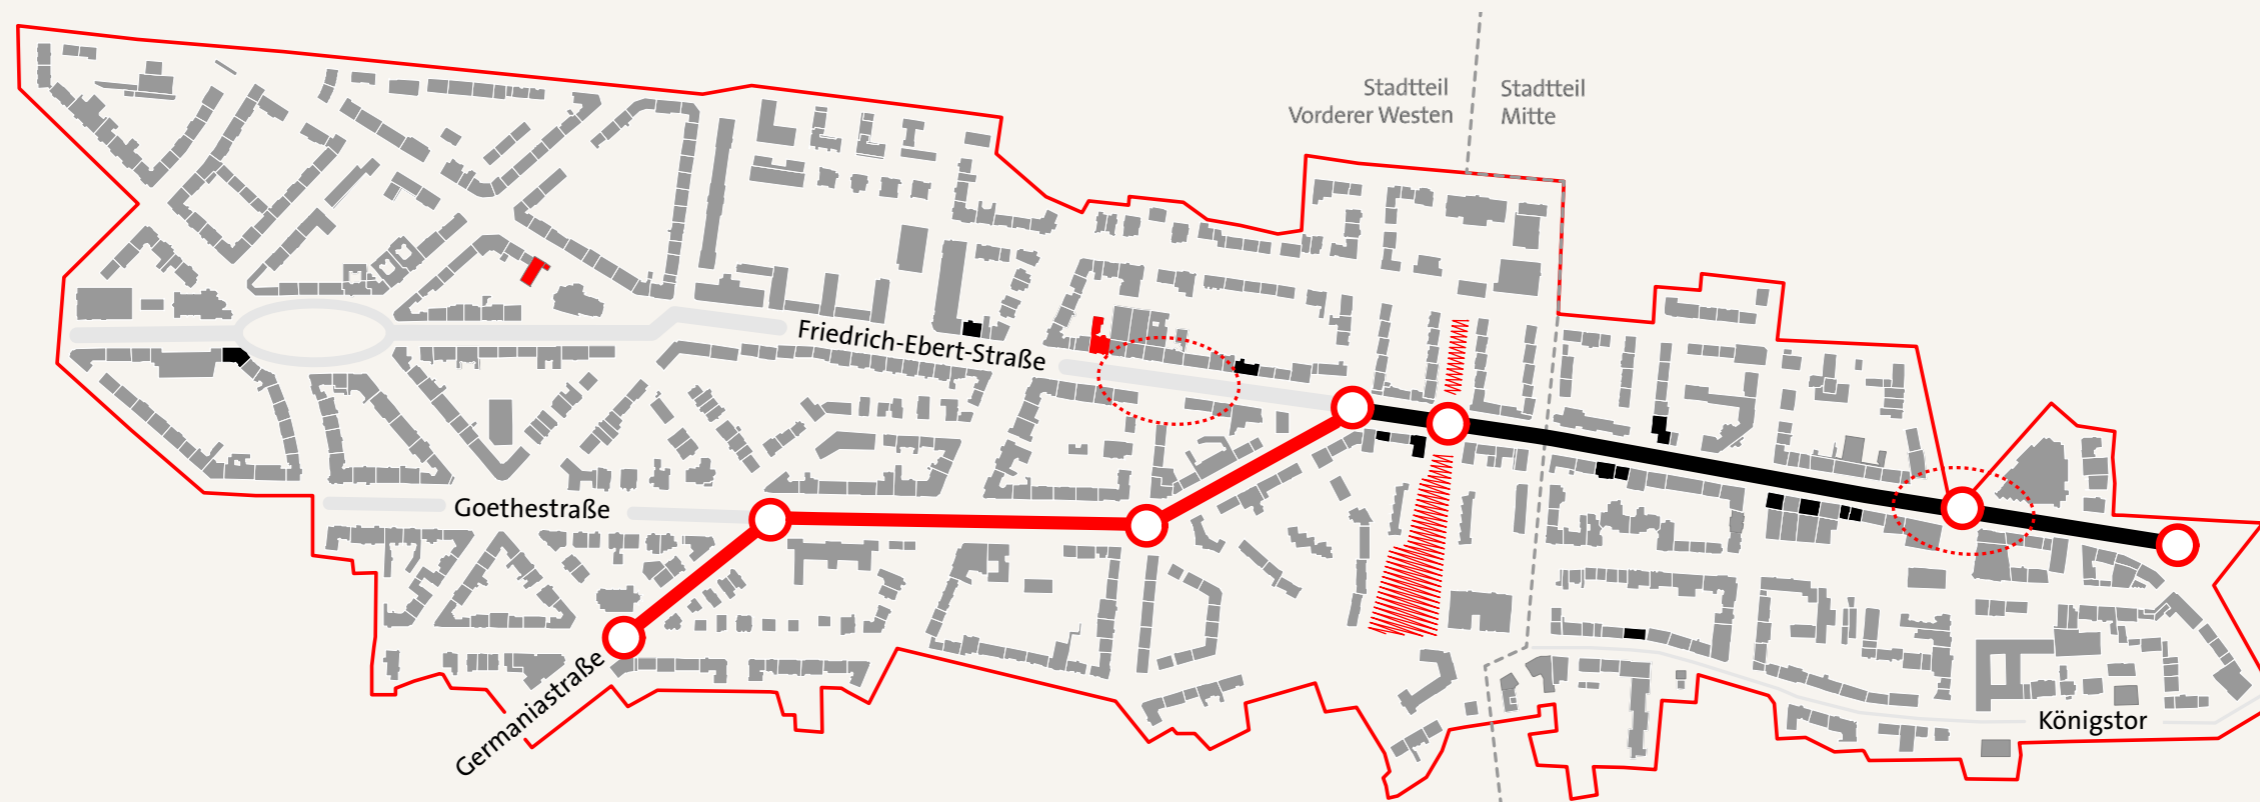 Stadtteil
Vorderer Westen
Stadtteil
Mitte
Friedrich-Ebert-Straße
Goethestraße
Germaniastraße
Königstor